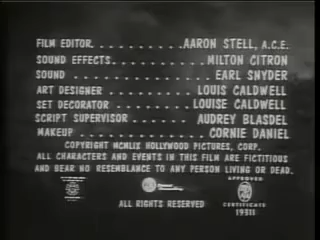 FILM EDITOR. . . . . . . . . . .AARON STELL, A.C.E.
SOUND EFFECTS. . . . . . . . . . MILTON CITRON
SOUND . . . . . . . . . . . . . . . EARL SNYDER
ART DESIGNER . . . . . . . . . LOUIS CALDWELL
SET DECORATOR . . . . . . . . LOUISE CALDWELL
SCRIPT SUPERVISOR . . . . . . AUDREY BLASDEL
MAKEUP . . . . . . . . . . . . . . CORNIE DANIEL
COPYRIGHT MCMLIX HOLLYWOOD PICTURES, CORP.
ALL CHARACTERS AND EVENTS IN THIS FILM ARE FICTITIOUS
AND BEAR NO RESEMBLANCE TO ANY PERSON LIVING OR DEAD.
APPROVED
ALL RIGHTS RESERVED
CERTIFICATE